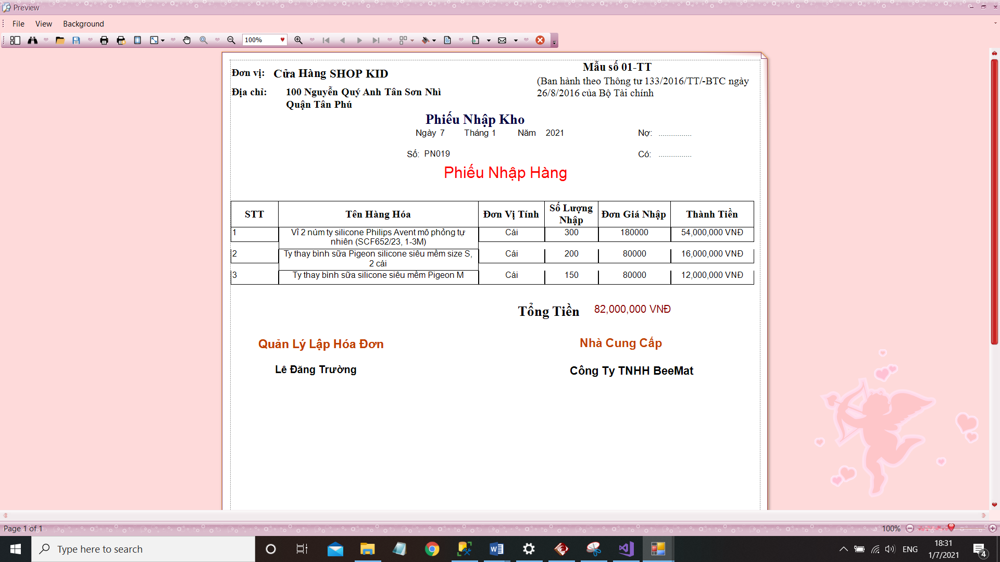 Preview
File View Background
100%
Đơn vị: Cửa Hàng SHOP KID
Mẫu số 01-TT
(Ban hành theo Thông tư 133/2016/TT/-BTC ngày
26/8/2016 của Bộ Tài chính
Địa chỉ: 100 Nguyễn Quý Anh Tân Sơn Nhì
Quận Tân Phú
Phiếu Nhập Kho
Ngày 7 Tháng 1 Năm 2021 Nợ: ...............
Số: PN019 Có: ...............
Phiếu Nhập Hàng
STT Tên Hàng Hóa Đơn Vị Tính Số Lượng Nhập Đơn Giá Nhập Thành Tiền
1 Vỉ 2 núm ty silicone Philips Avent mô phỏng tự Cái 300 180000 54,000,000 VNĐ
nhiên (SCF652/23, 1-3M)
2 Ty thay bình sữa Pigeon silicone siêu mềm size S, Cái 200 80000 16,000,000 VNĐ
2 cái
3 Ty thay bình sữa silicone siêu mềm Pigeon M Cái 150 80000 12,000,000 VNĐ
Tổng Tiền 82,000,000 VNĐ
Quản Lý Lập Hóa Đơn Nhà Cung Cấp
Lê Đăng Trường Công Ty TNHH BeeMat
Page 1 of 1 100%
Type here to search
ENG
18:31
1/7/2021
4